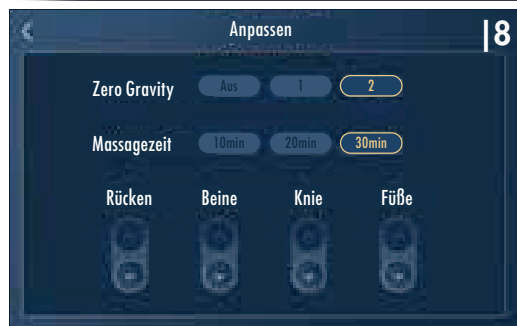 Anpassen
|8
Zero Gravity Aus 1 2
Massagezeit 10min 20min 30min
Rücken Beine Knie Füße